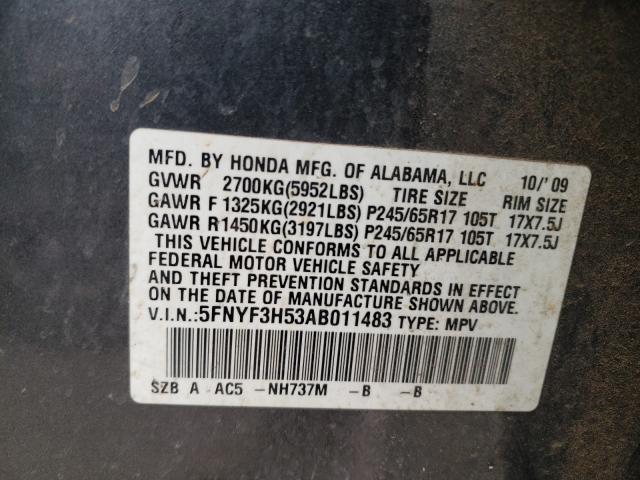 MFD. BY HONDA MFG. OF ALABAMA, LLC 10/'09
GVWR 2700KG(5952LBS) TIRE SIZE RIM SIZE
GAWR F 1325KG(2921LBS) P245/65R17 105T 17X7.5J
GAWR R1450KG(3197LBS) P245/65R17 105T 17X7.5J
THIS VEHICLE CONFORMS TO ALL APPLICABLE
FEDERAL MOTOR VEHICLE SAFETY
AND THEFT PREVENTION STANDARDS IN EFFECT
ON THE DATE OF MANUFACTURE SHOWN ABOVE.
V.I.N.:5FNYF3H53AB011483 TYPE: MPV
SZB A AC5 -NH737M -B -B